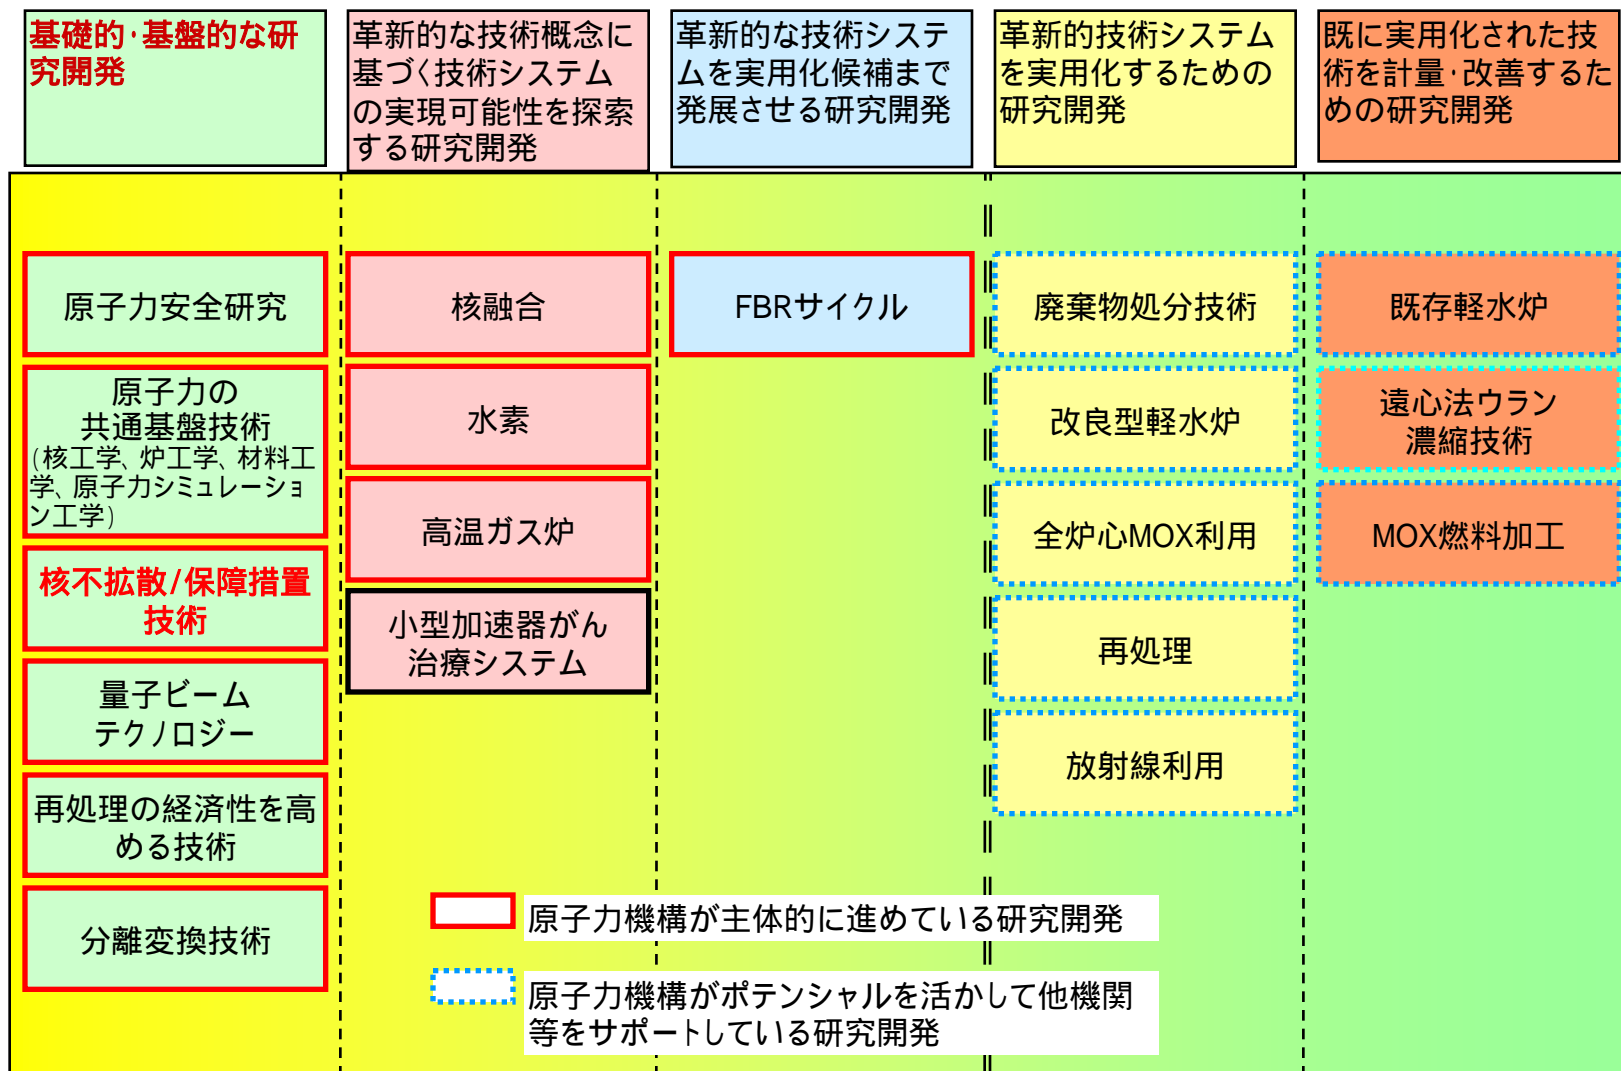 基礎的・基盤的な研
究開発
革新的な技術概念に
基づく技術システム
の実現可能性を探索
する研究開発
革新的な技術システ
ムを実用化候補まで
発展させる研究開発
革新的技術システム
を実用化するための
研究開発
既に実用化された技
術を計量・改善するた
めの研究開発
原子力安全研究
原子力の
共通基盤技術
(核工学、炉工学、材料工
学、原子力シミュレーショ
ン工学)
核不拡散/保障措置
技術
量子ビーム
テクノロジー
再処理の経済性を高
める技術
分離変換技術
核融合
水素
高温ガス炉
小型加速器がん
治療システム
FBRサイクル
廃棄物処分技術
改良型軽水炉
全炉心MOX利用
再処理
放射線利用
既存軽水炉
遠心法ウラン
濃縮技術
MOX燃料加工
原子力機構が主体的に進めている研究開発
原子力機構がポテンシャルを活かして他機関
等をサポートしている研究開発